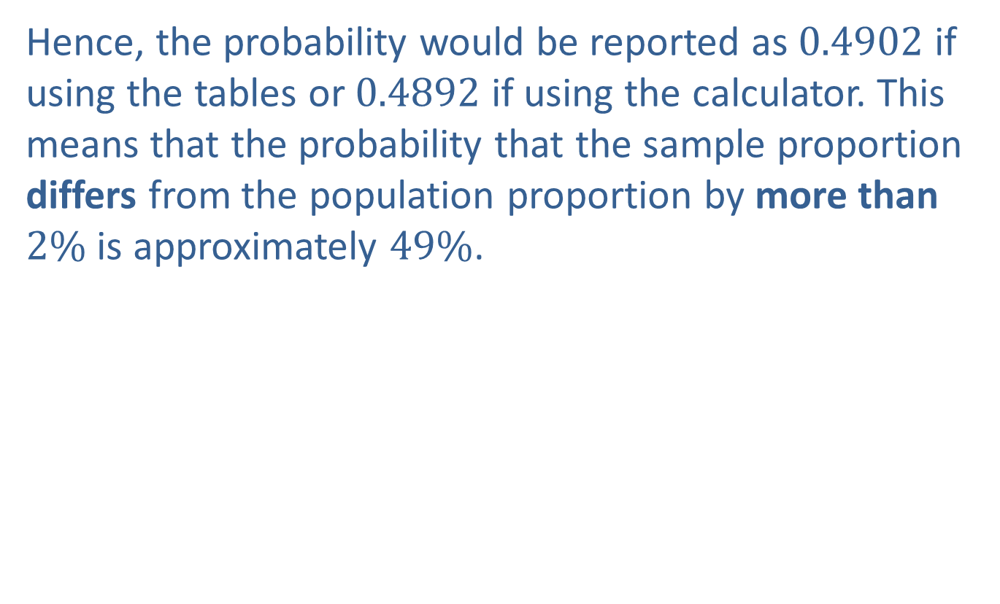 Hence, the probability would be reported as 0.4902 if
using the tables or 0.4892 if using the calculator. This
means that the probability that the sample proportion
differs from the population proportion by more than
2% is approximately 49%.